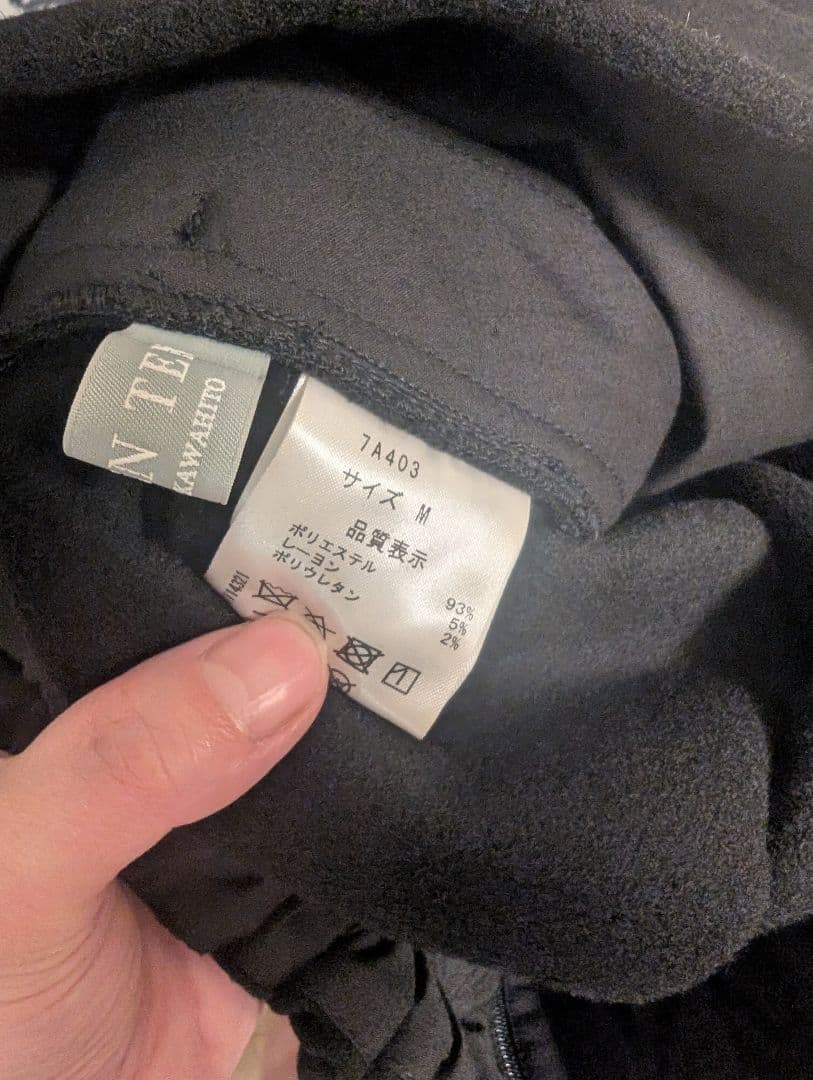 N TE
KAWAHITO
7A403
サイズ M
品質表示
ポリエステル 93%
レーヨン 5%
ポリウレタン 2%